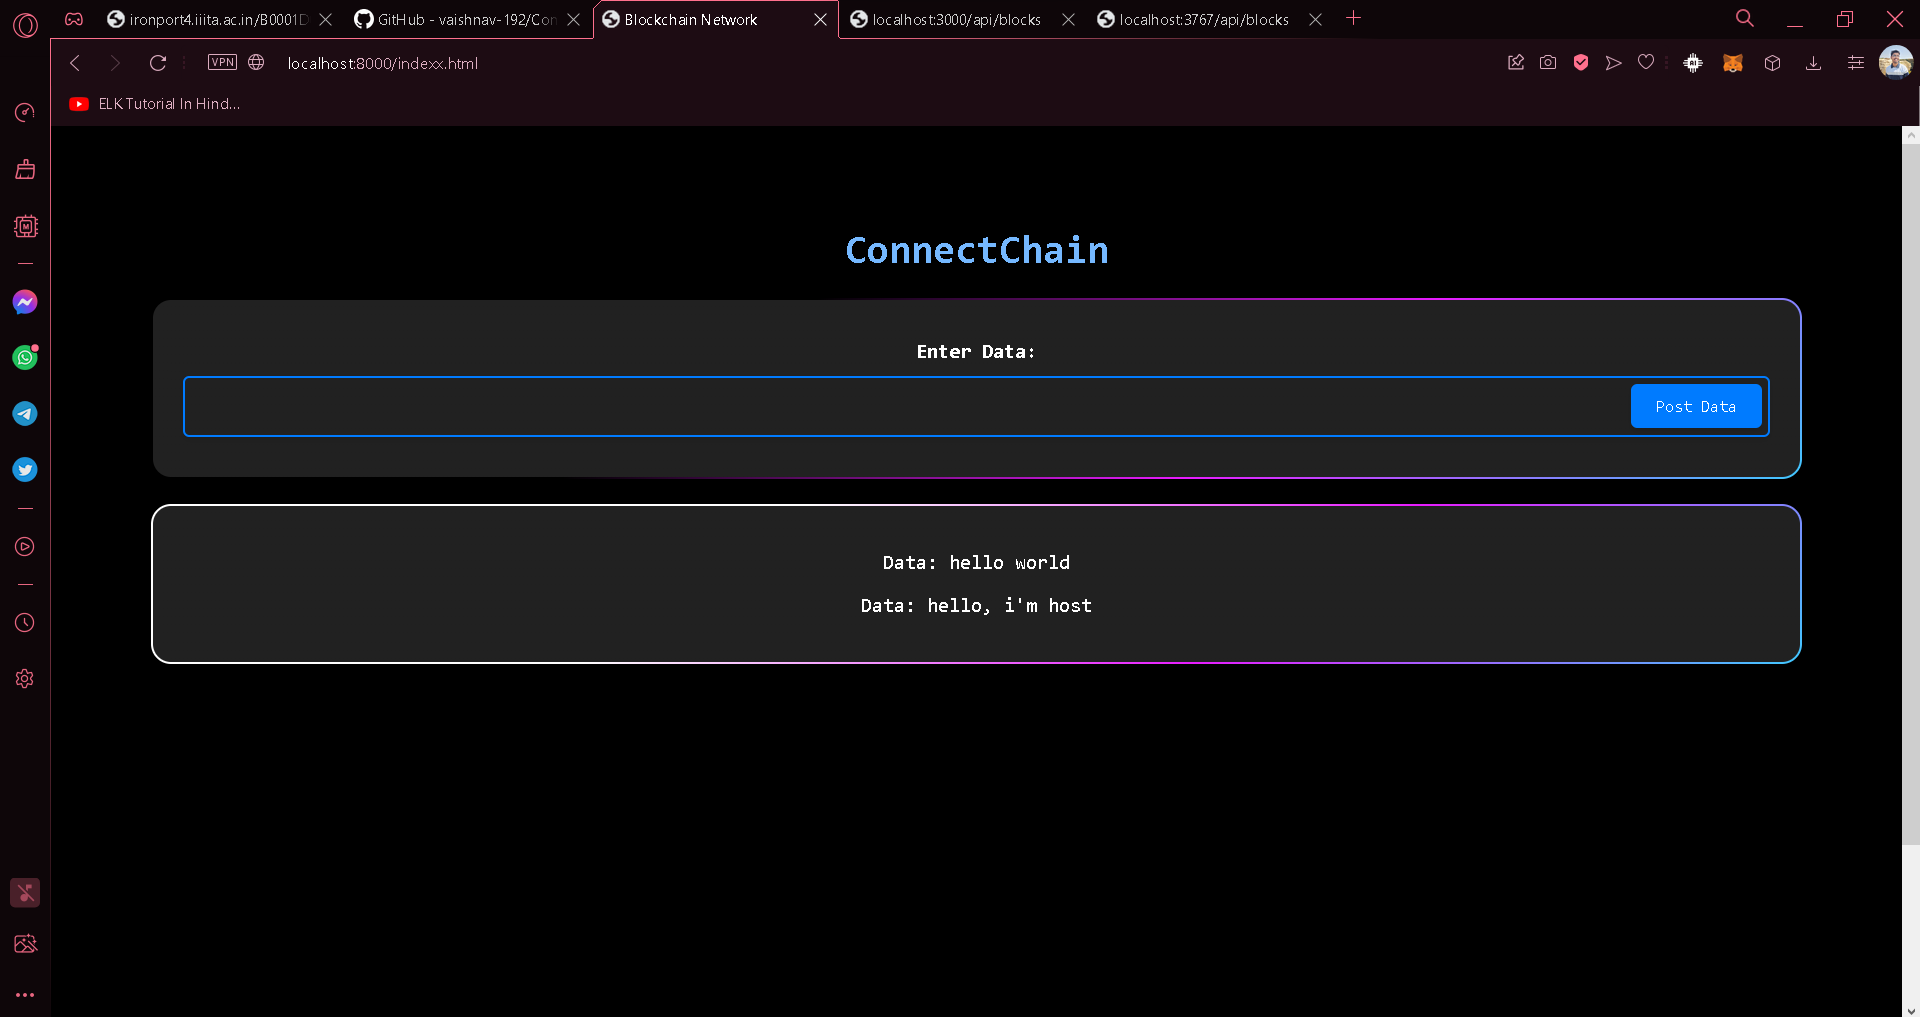 ironport4.iiita.ac.in/B0001D
GitHub - vaishnav-192/Con
Blockchain Network
localhost:3000/api/blocks
localhost:3767/api/blocks
VPN
localhost:8000/indexx.html
AI
ELK Tutorial In Hind...
M
ConnectChain
Enter Data:
Post Data
Data: hello world
Data: hello, i'm host